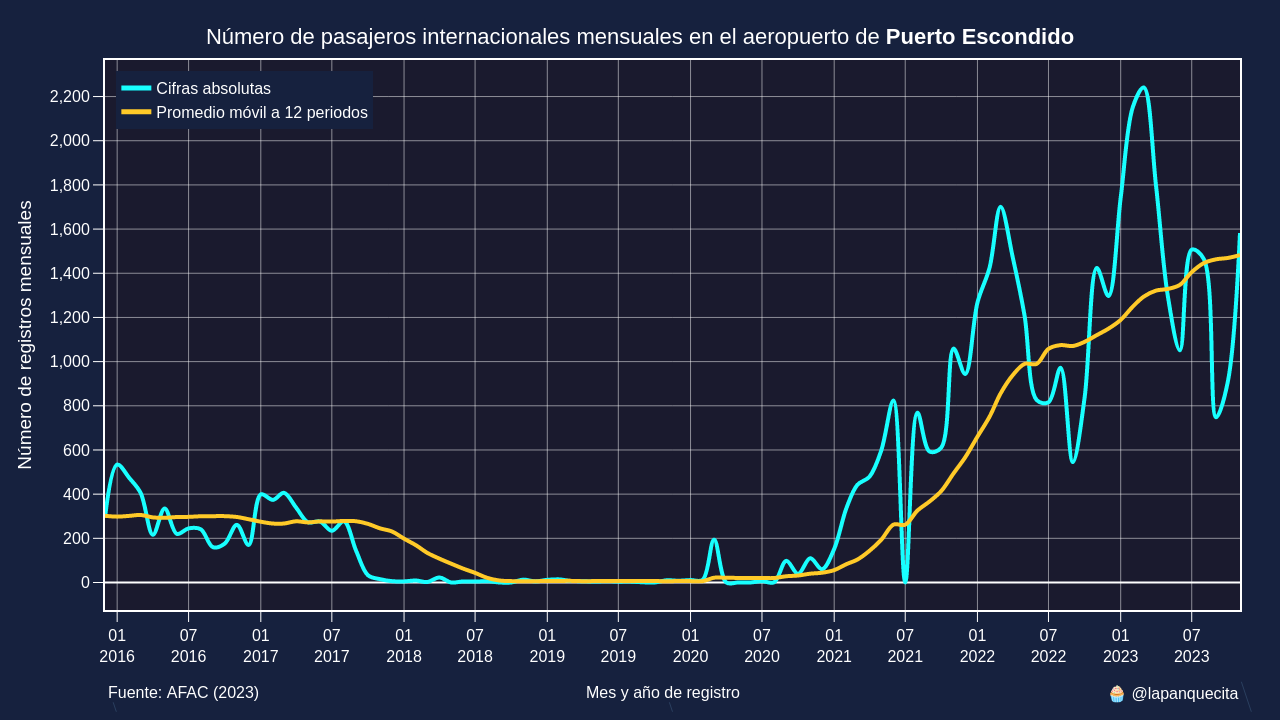 Número de pasajeros internacionales mensuales en el aeropuerto de Puerto Escondido
Cifras absolutas
Promedio móvil a 12 periodos
Número de registros mensuales
2,200
2,000
1,800
1,600
1,400
1,200
1,000
800
600
400
200
0
01 07 01 07 01 07 01 07 01 07 01 07 01 07 01 07
2016 2016 2017 2017 2018 2018 2019 2019 2020 2020 2021 2021 2022 2022 2023 2023
Fuente: AFAC (2023)
Mes y año de registro
🧁 @lapanquecita